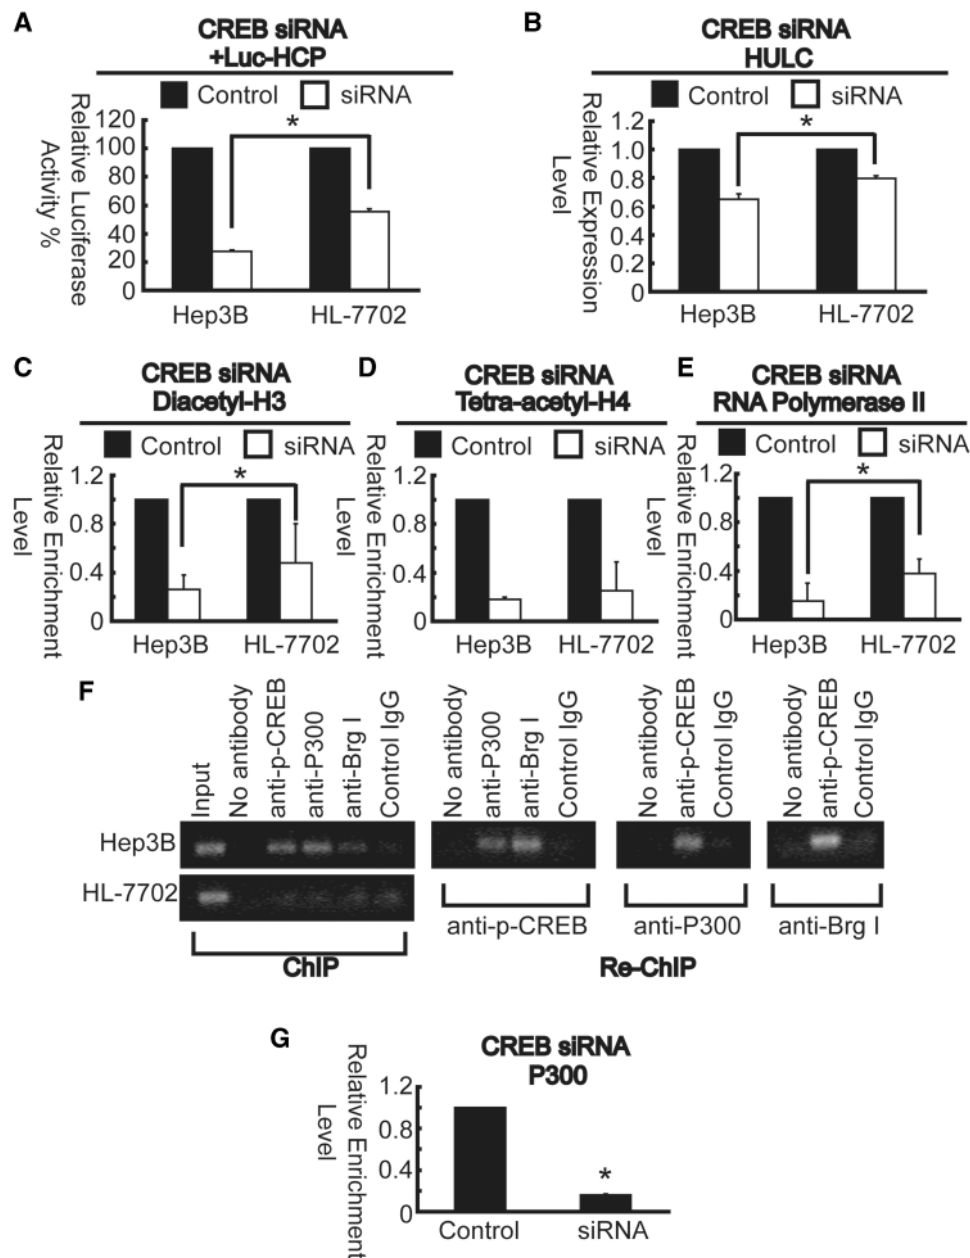 A
CREB siRNA
+Luc-HCP
Control siRNA
Relative Luciferase
Activity %
120
100
80
60
40
20
0
*
Hep3B HL-7702
B
CREB siRNA
HULC
Control siRNA
Relative Expression
Level
1.2
1.0
0.8
0.6
0.4
0.2
0
*
Hep3B HL-7702
C
CREB siRNA
Diacetyl-H3
Control siRNA
Relative Enrichment
Level
1.2
0.8
0.4
0
*
Hep3B HL-7702
D
CREB siRNA
Tetra-acetyl-H4
Control siRNA
Relative Enrichment
Level
1.2
0.8
0.4
0
Hep3B HL-7702
E
CREB siRNA
RNA Polymerase II
Control siRNA
Relative Enrichment
Level
1.2
0.8
0.4
0
*
Hep3B HL-7702
F
Input
No antibody
anti-p-CREB
anti-P300
anti-Brg I
Control IgG
No antibody
anti-P300
anti-Brg I
Control IgG
No antibody
anti-p-CREB
Control IgG
No antibody
anti-p-CREB
Control IgG
Hep3B
HL-7702
anti-p-CREB
anti-P300
anti-Brg I
ChIP
Re-ChIP
G
CREB siRNA
P300
Relative Enrichment
Level
1.2
0.8
0.4
0
*
Control siRNA